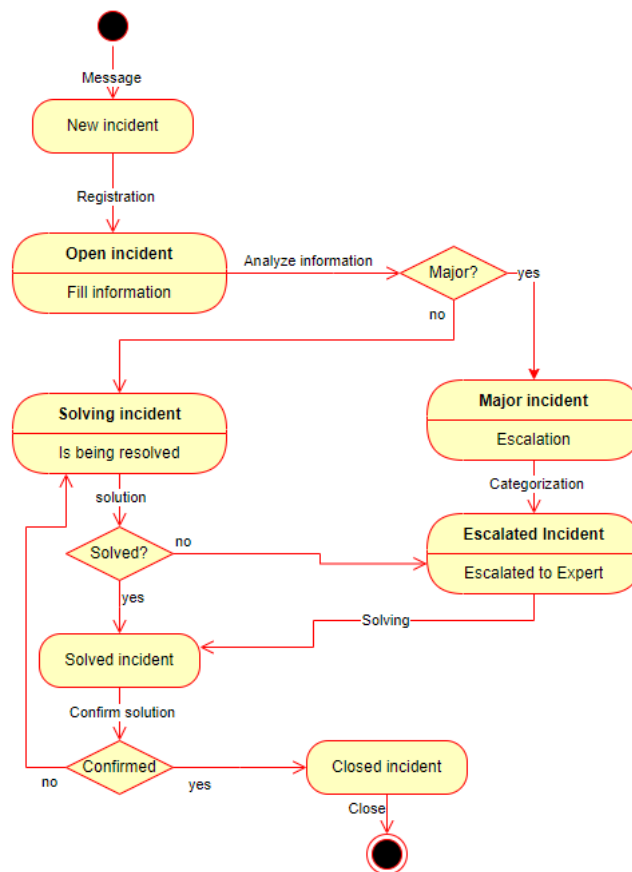 Message
New incident
Registration
Open incident
Fill information
Analyze information
Major?
yes
no
Solving incident
Is being resolved
Major incident
Escalation
solution
Categorization
Solved?
no
Escalated Incident
Escalated to Expert
yes
Solving
Solved incident
Confirm solution
Confirmed
no
yes
Closed incident
Close